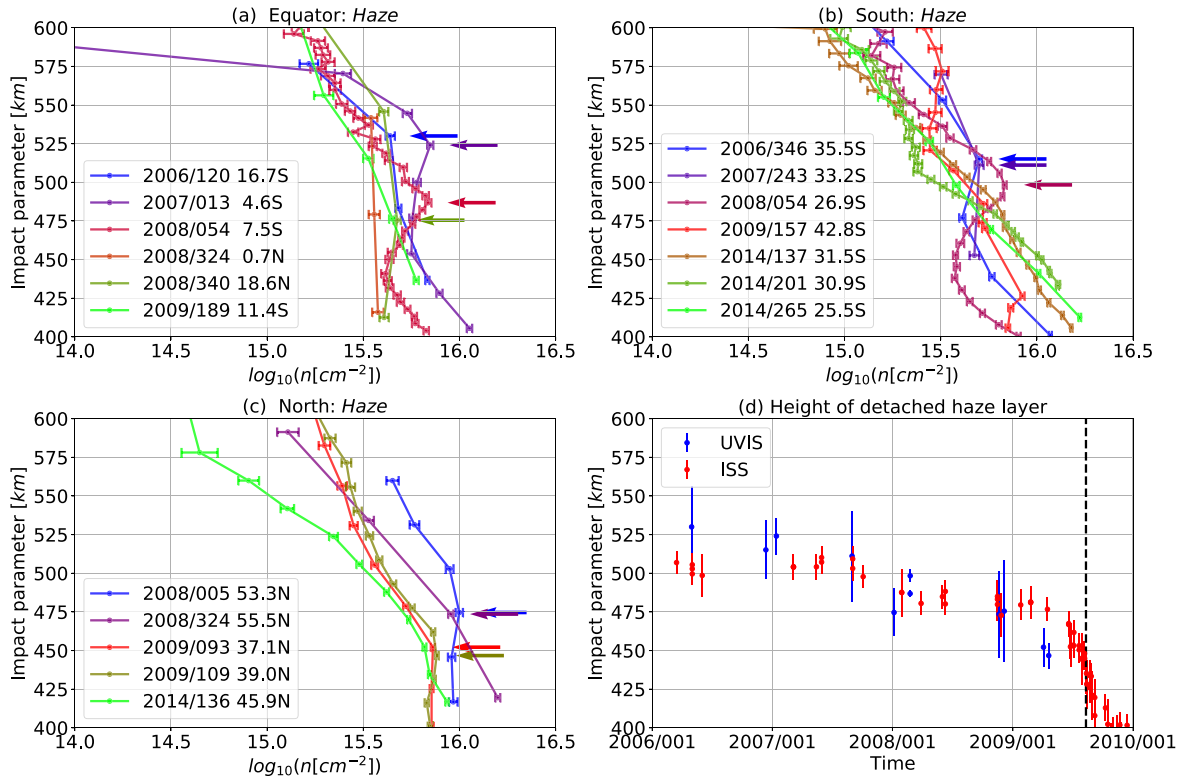 (a) Equator: Haze
Impact parameter [km]
600
575
550
525
500
475
450
425
400
2006/120 16.7S
2007/013 4.6S
2008/054 7.5S
2008/324 0.7N
2008/340 18.6N
2009/189 11.4S
14.0 14.5 15.0 15.5 16.0 16.5
log10(n[cm−2])
(b) South: Haze
Impact parameter [km]
600
575
550
525
500
475
450
425
400
2006/346 35.5S
2007/243 33.2S
2008/054 26.9S
2009/157 42.8S
2014/137 31.5S
2014/201 30.9S
2014/265 25.5S
14.0 14.5 15.0 15.5 16.0 16.5
log10(n[cm−2])
(c) North: Haze
Impact parameter [km]
600
575
550
525
500
475
450
425
400
2008/005 53.3N
2008/324 55.5N
2009/093 37.1N
2009/109 39.0N
2014/136 45.9N
14.0 14.5 15.0 15.5 16.0 16.5
log10(n[cm−2])
(d) Height of detached haze layer
Impact parameter [km]
600
575
550
525
500
475
450
425
400
UVIS
ISS
2006/001 2007/001 2008/001 2009/001 2010/001
Time